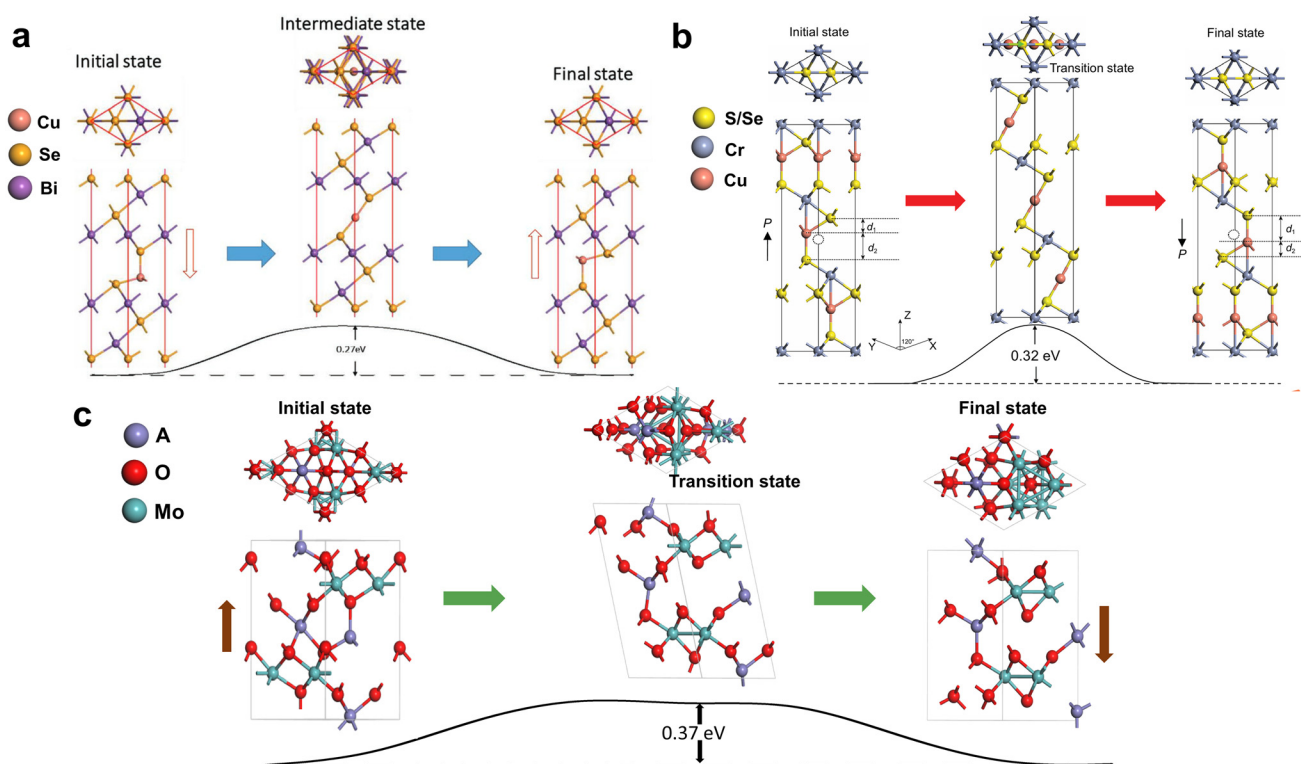 a
Initial state
Intermediate state
Final state
Cu
Se
Bi
0.27eV
b
Initial state
Transition state
Final state
S/Se
Cr
Cu
P
d1
d2
Z
Y
120°
X
0.32 eV
d1
d2
P
c
Initial state
Transition state
Final state
A
O
Mo
0.37 eV